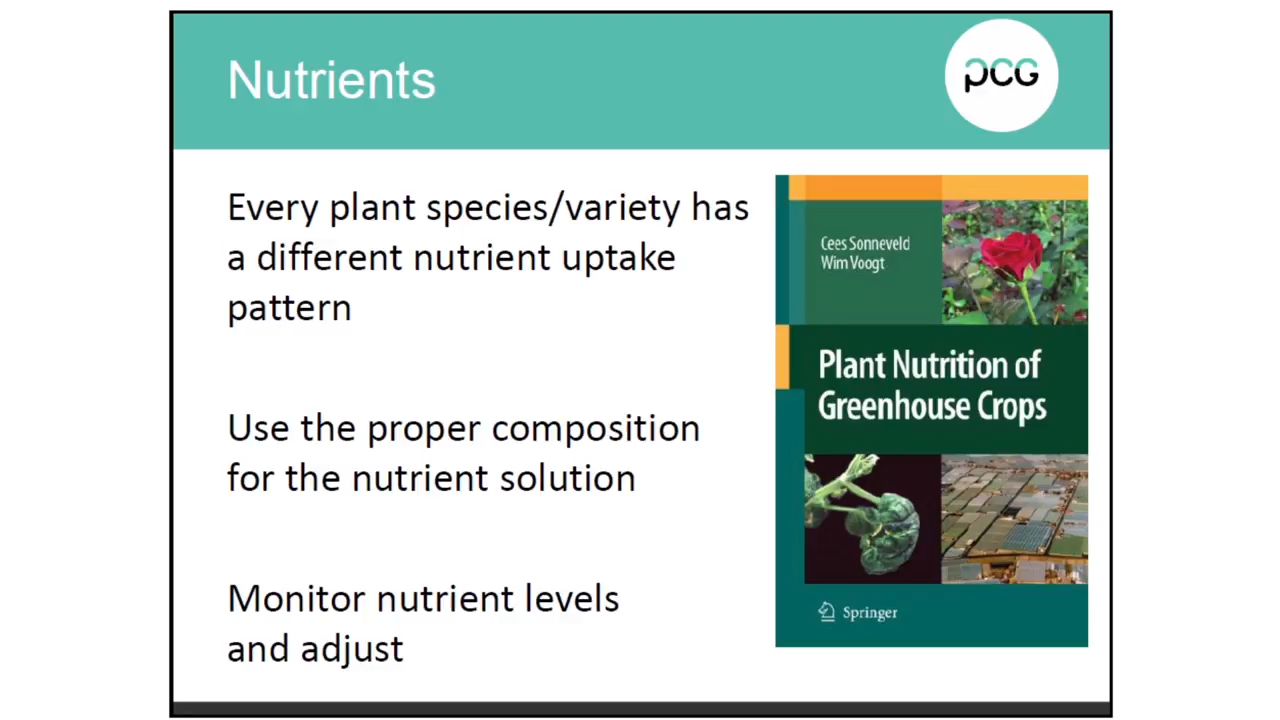 Nutrients
pCG
Every plant species/variety has
a different nutrient uptake
pattern
Use the proper composition
for the nutrient solution
Monitor nutrient levels
and adjust
Cees Sonneveld
Wim Voogt
Plant Nutrition of
Greenhouse Crops
Springer